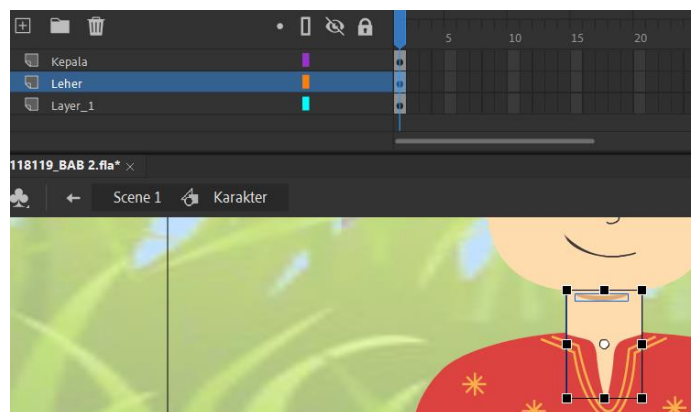 5 10 15 20
Kepala
Leher
Layer_1
118119_BAB 2.fla*
Scene 1 Karakter